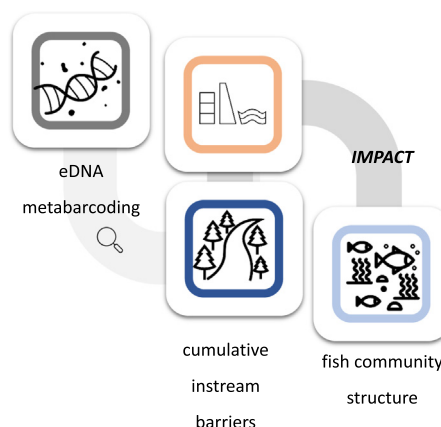 eDNA
metabarcoding
IMPACT
cumulative
instream
barriers
fish community
structure